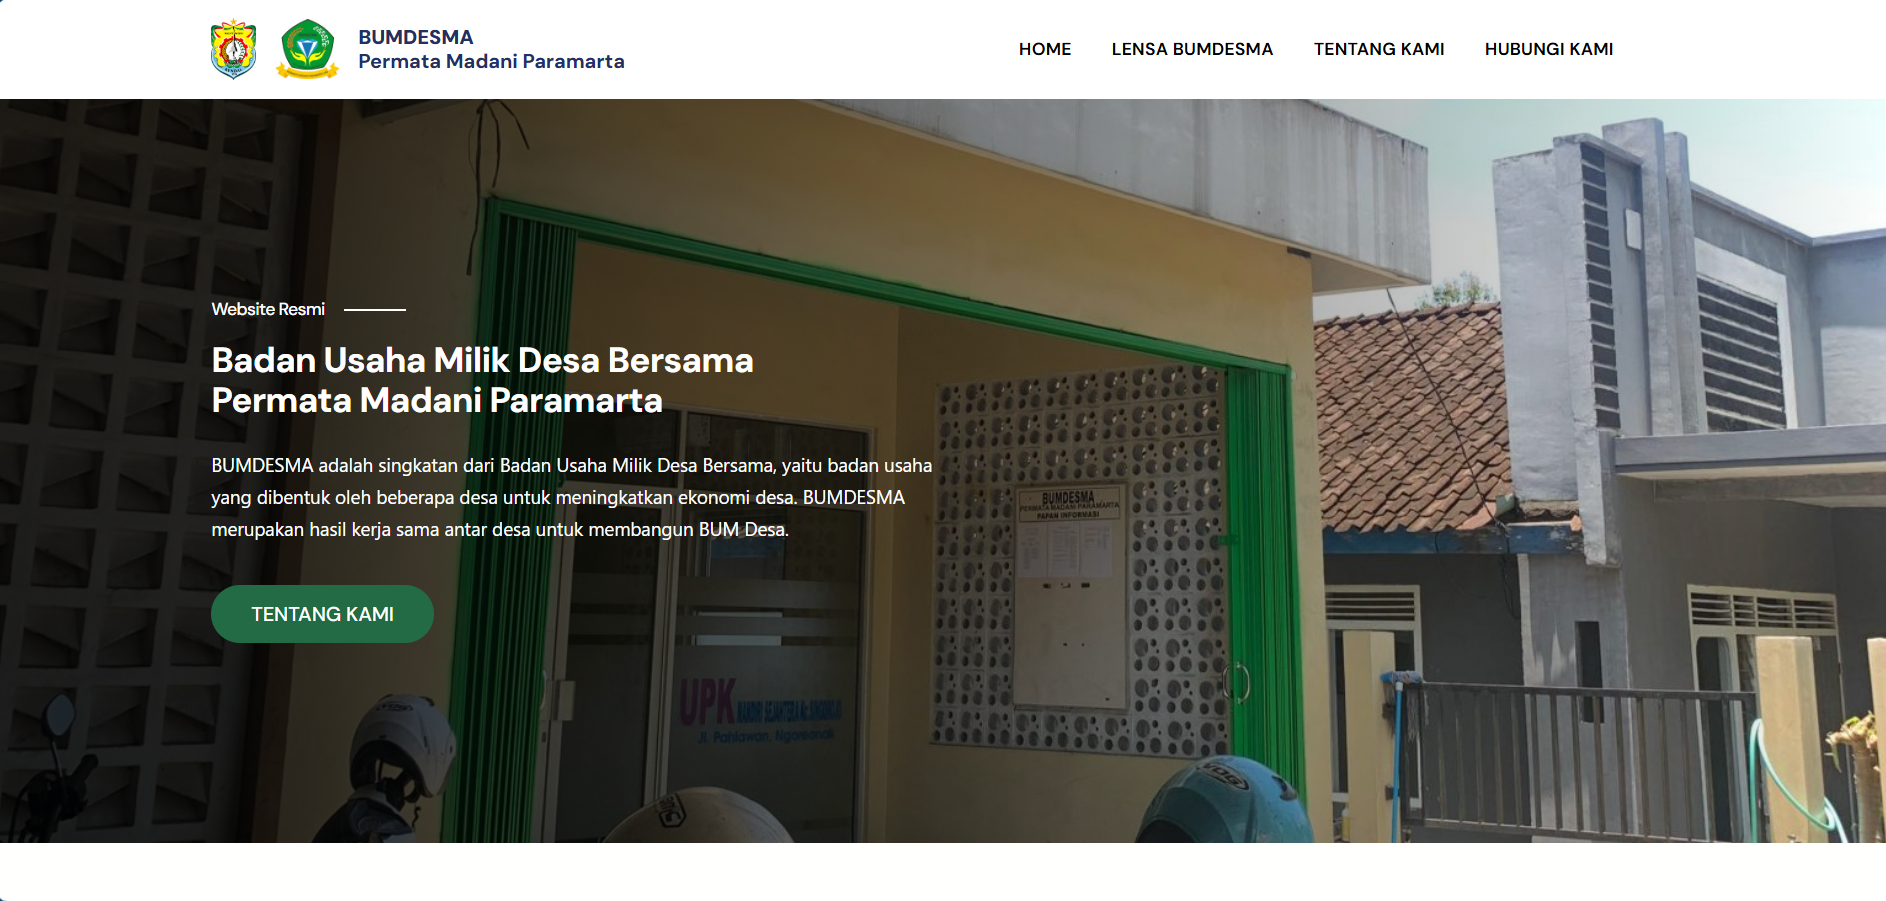 BUMDESMA
Permata Madani Paramarta
HOME
LENSA BUMDESMA
TENTANG KAMI
HUBUNGI KAMI
Website Resmi
Badan Usaha Milik Desa Bersama
Permata Madani Paramarta
BUMDESMA adalah singkatan dari Badan Usaha Milik Desa Bersama, yaitu badan usaha
yang dibentuk oleh beberapa desa untuk meningkatkan ekonomi desa. BUMDESMA
merupakan hasil kerja sama antar desa untuk membangun BUM Desa.
TENTANG KAMI
BUMDESMA
PERMATA MADANI PARAMARTA
PAPAN INFORMASI
UPK
MANDIRI SEJAHTERA
Jl. Pahlawan,